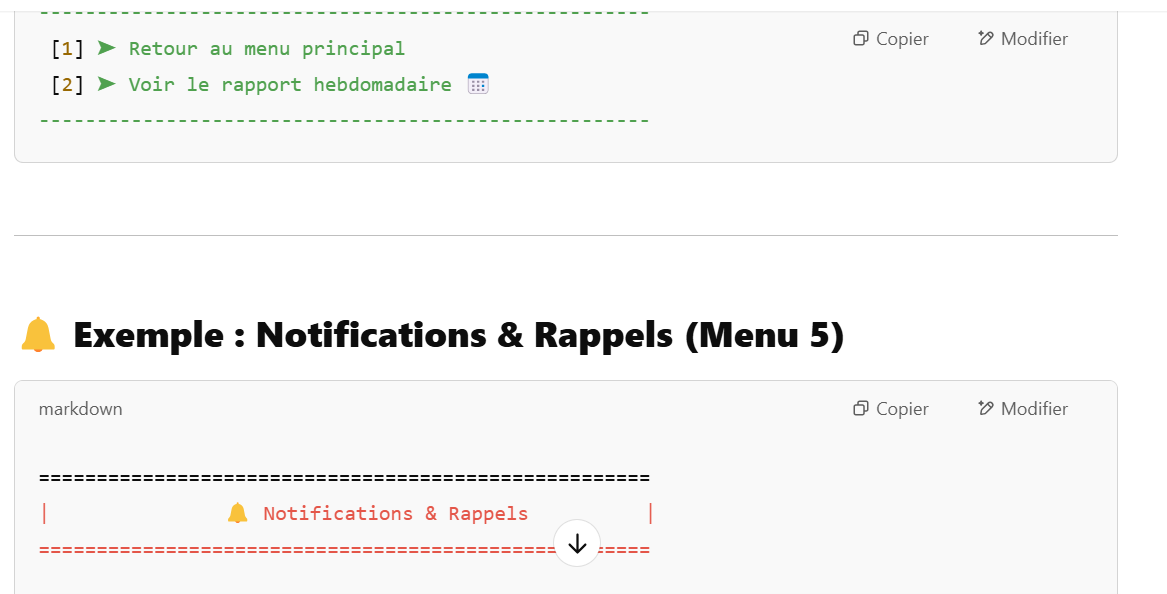 -----------------------------------------------------
[1] ➤ Retour au menu principal
Copier
Modifier
[2] ➤ Voir le rapport hebdomadaire 📅
-----------------------------------------------------
🔔 Exemple : Notifications & Rappels (Menu 5)
markdown
Copier
Modifier
=====================================================
| 🔔 Notifications & Rappels |
=====================================================